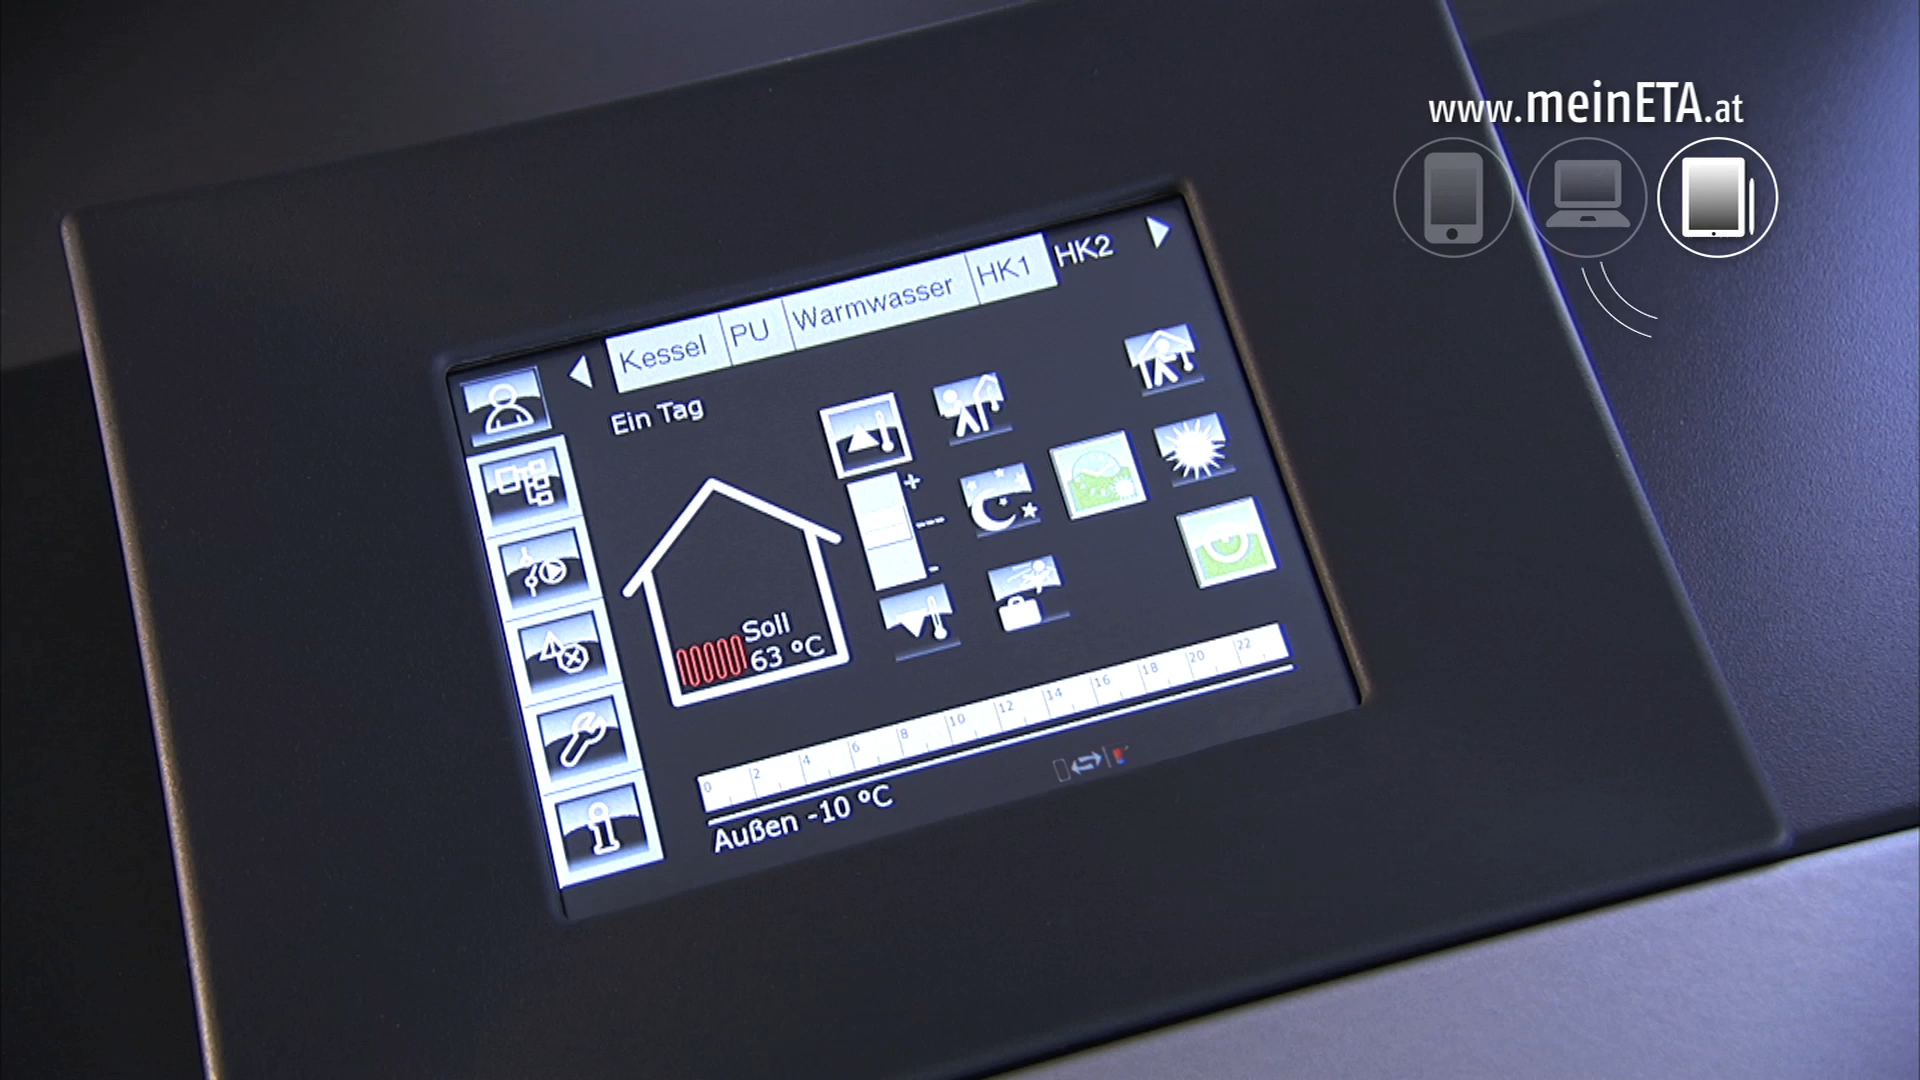 www.meinETA.at
Kessel PU Warmwasser HK1 HK2
Ein Tag
+
---
-
Soll
63 °C
0 2 4 6 8 10 12 14 16 18 20 22
Außen -10 °C